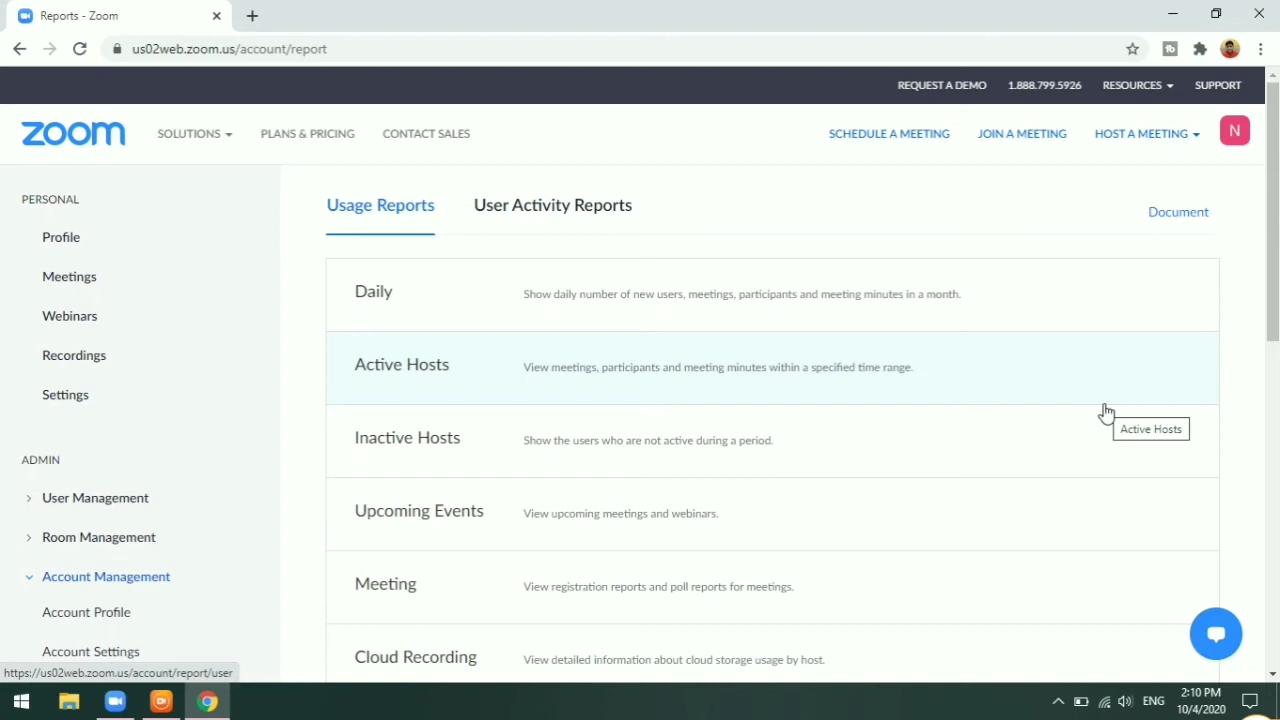 Reports - Zoom
us02web.zoom.us/account/report
REQUEST A DEMO 1.888.799.5926 RESOURCES SUPPORT
zoom SOLUTIONS PLANS & PRICING CONTACT SALES SCHEDULE A MEETING JOIN A MEETING HOST A MEETING N
PERSONAL
Profile
Meetings
Webinars
Recordings
Settings
ADMIN
User Management
Room Management
Account Management
Account Profile
Account Settings
Usage Reports User Activity Reports
Document
Daily Show daily number of new users, meetings, participants and meeting minutes in a month.
Active Hosts View meetings, participants and meeting minutes within a specified time range.
Active Hosts
Inactive Hosts Show the users who are not active during a period.
Upcoming Events View upcoming meetings and webinars.
Meeting View registration reports and poll reports for meetings.
Cloud Recording View detailed information about cloud storage usage by host.
https://us02web.zoom.us/account/report/user
ENG
2:10 PM
10/4/2020